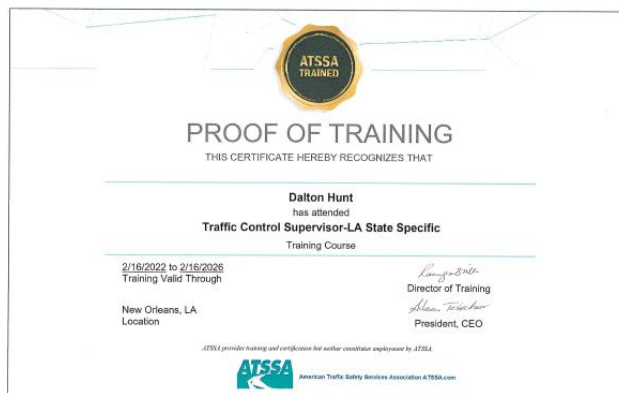 ATSSA
TRAINED
PROOF OF TRAINING
THIS CERTIFICATE HEREBY RECOGNIZES THAT
Dalton Hunt
has attended
Traffic Control Supervisor-LA State Specific
Training Course
2/16/2022 to 2/16/2026
Training Valid Through
Director of Training
New Orleans, LA
Location
President, CEO
ATSSA provides training and certification but neither constitutes employment by ATSSA.
ATSSA
American Traffic Safety Services Association ATSSA.com